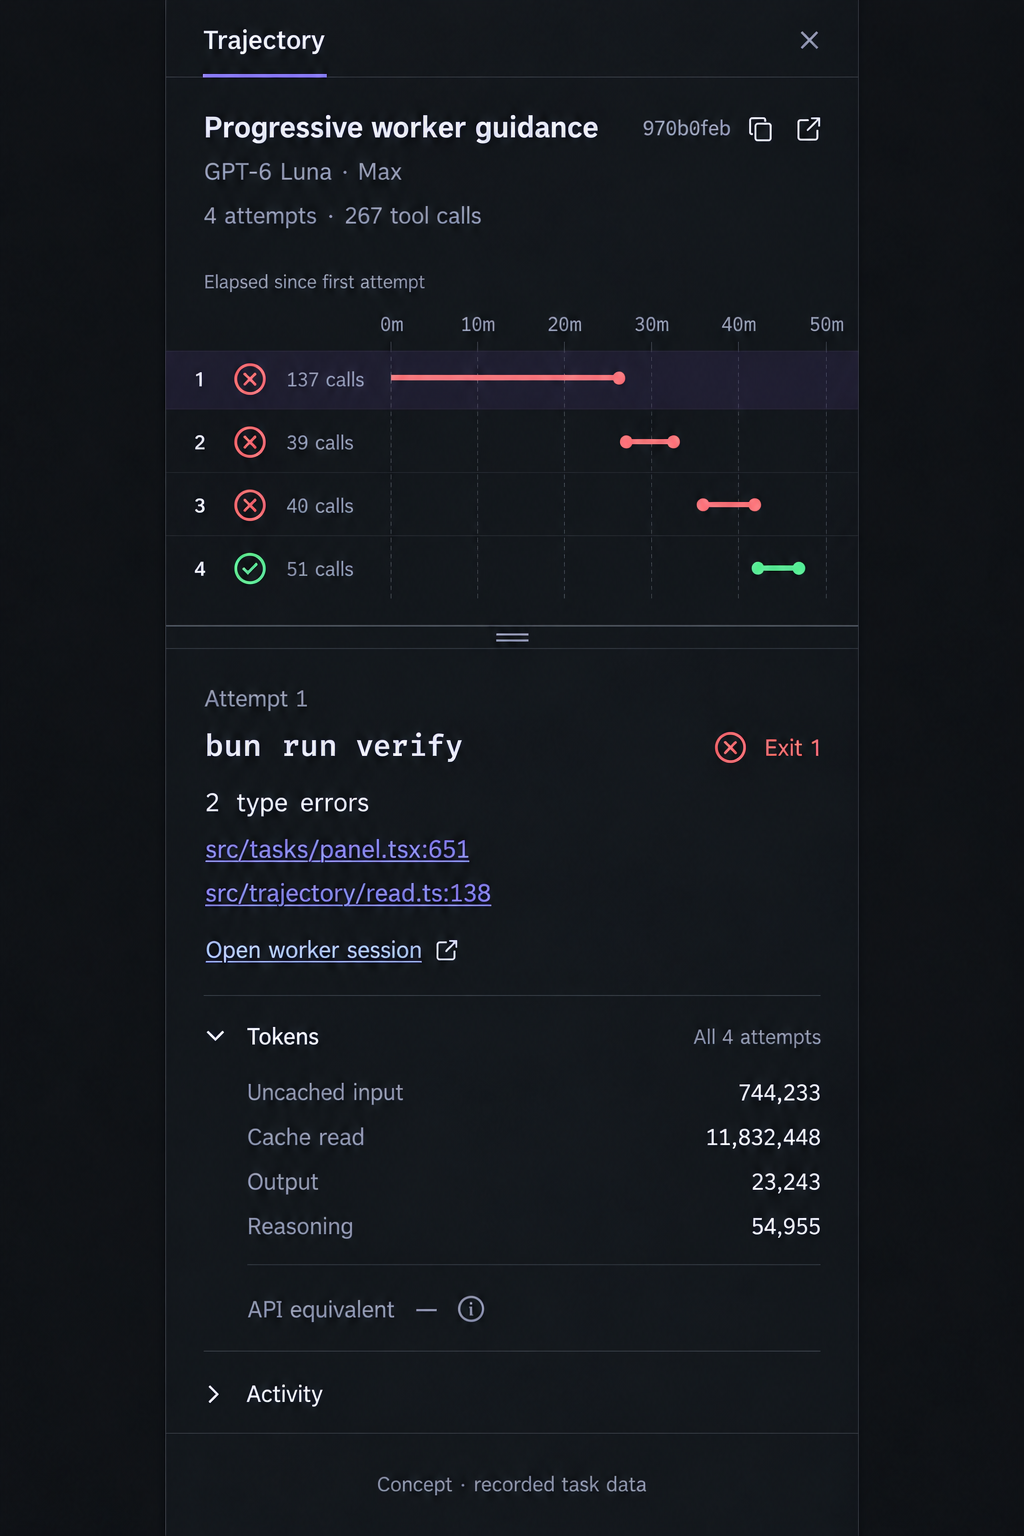 Trajectory
Progressive worker guidance 970b0feb
GPT-6 Luna · Max
4 attempts · 267 tool calls
Elapsed since first attempt
0m 10m 20m 30m 40m 50m
1 137 calls
2 39 calls
3 40 calls
4 51 calls
Attempt 1
bun run verify Exit 1
2 type errors
src/tasks/panel.tsx:651
src/trajectory/read.ts:138
Open worker session
Tokens All 4 attempts
Uncached input 744,233
Cache read 11,832,448
Output 23,243
Reasoning 54,955
API equivalent —
Activity
Concept · recorded task data